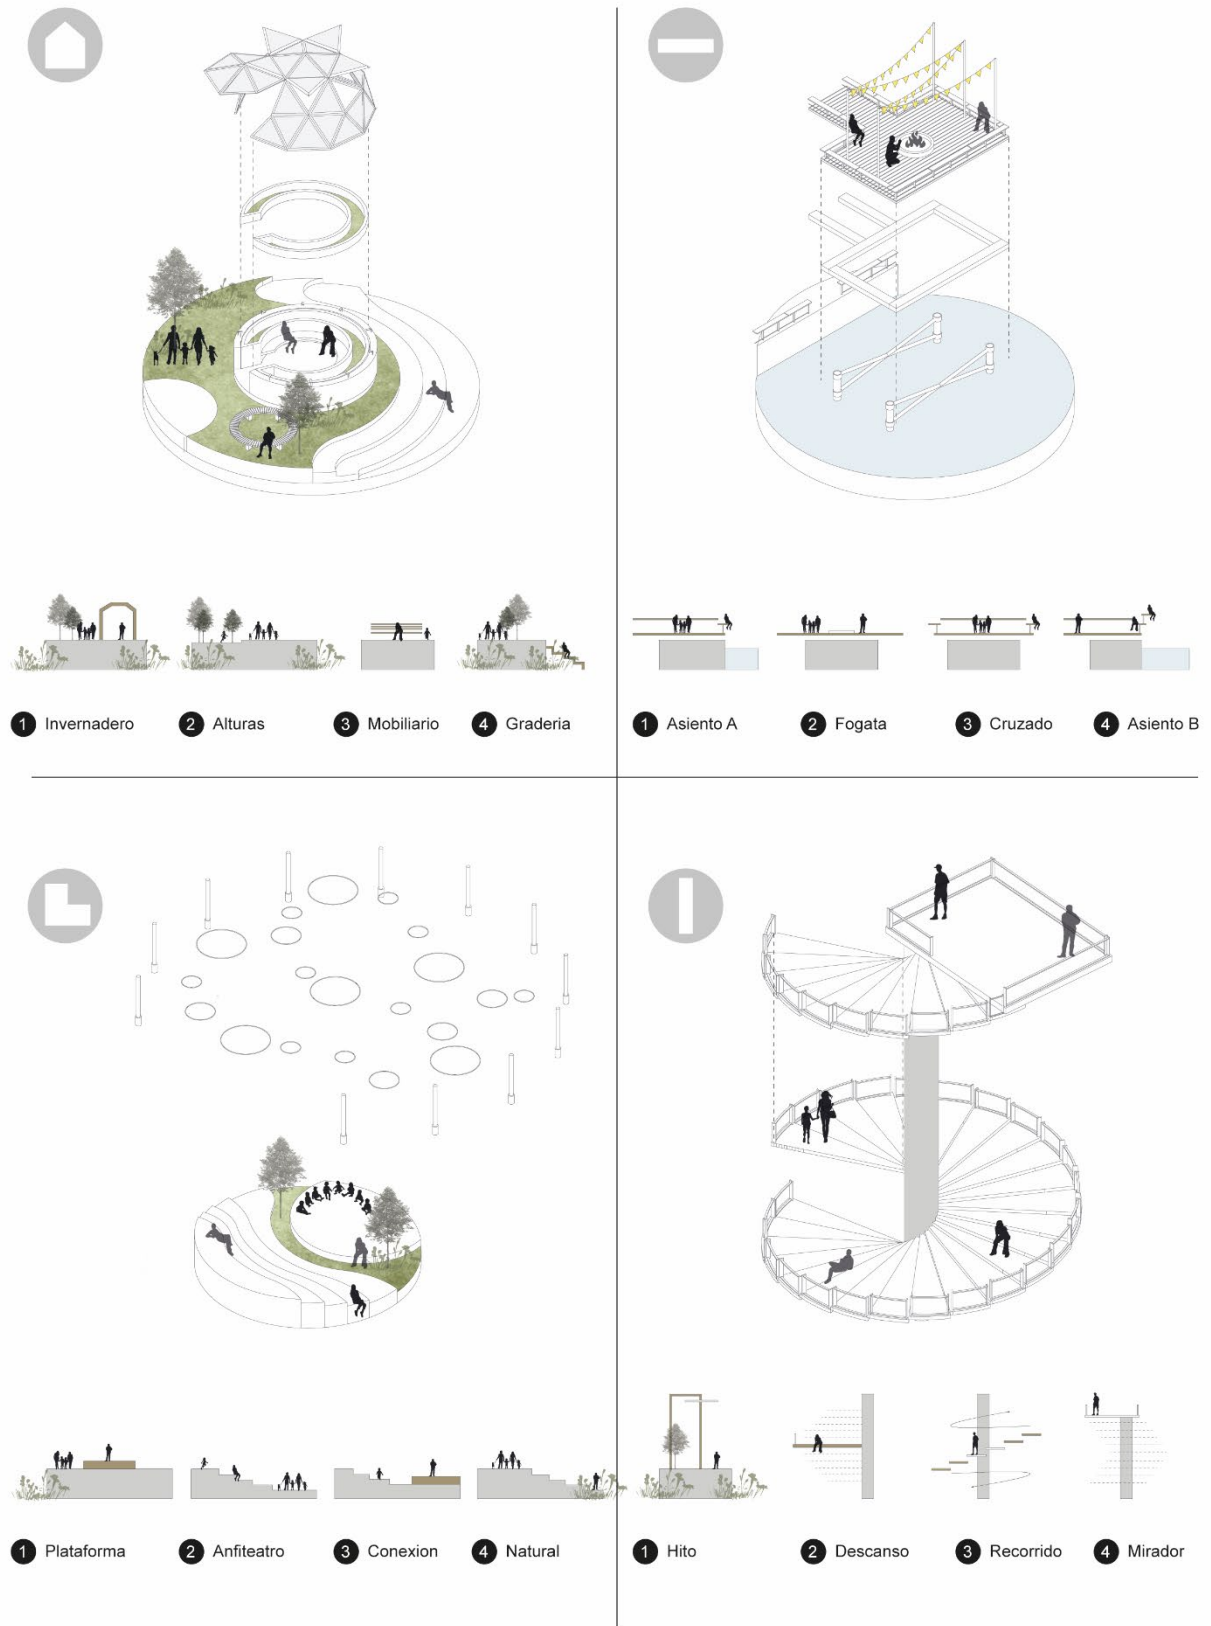 1 Invernadero
2 Alturas
3 Mobiliario
4 Graderia
1 Asiento A
2 Fogata
3 Cruzado
4 Asiento B
1 Plataforma
2 Anfiteatro
3 Conexion
4 Natural
1 Hito
2 Descanso
3 Recorrido
4 Mirador